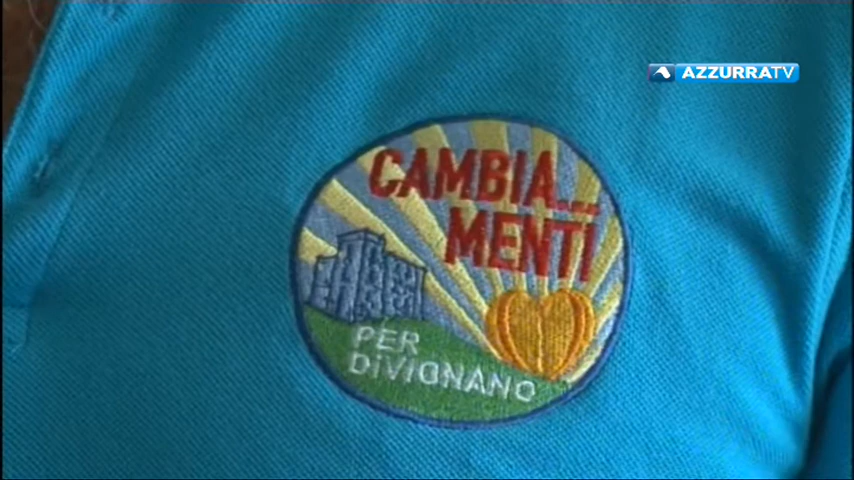 AZZURRATV
CAMBIA...
MENTI
PER
DiVIGNANO